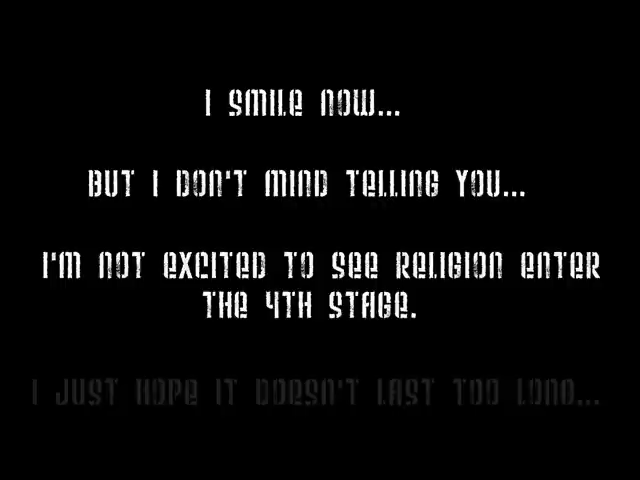 I SMILE NOW...
BUT I DON'T MIND TELLING YOU...
I'M NOT EXCITED TO SEE RELIGION ENTER
THE 4TH STAGE.
I JUST HOPE IT DOESN'T LAST TOO LONG...